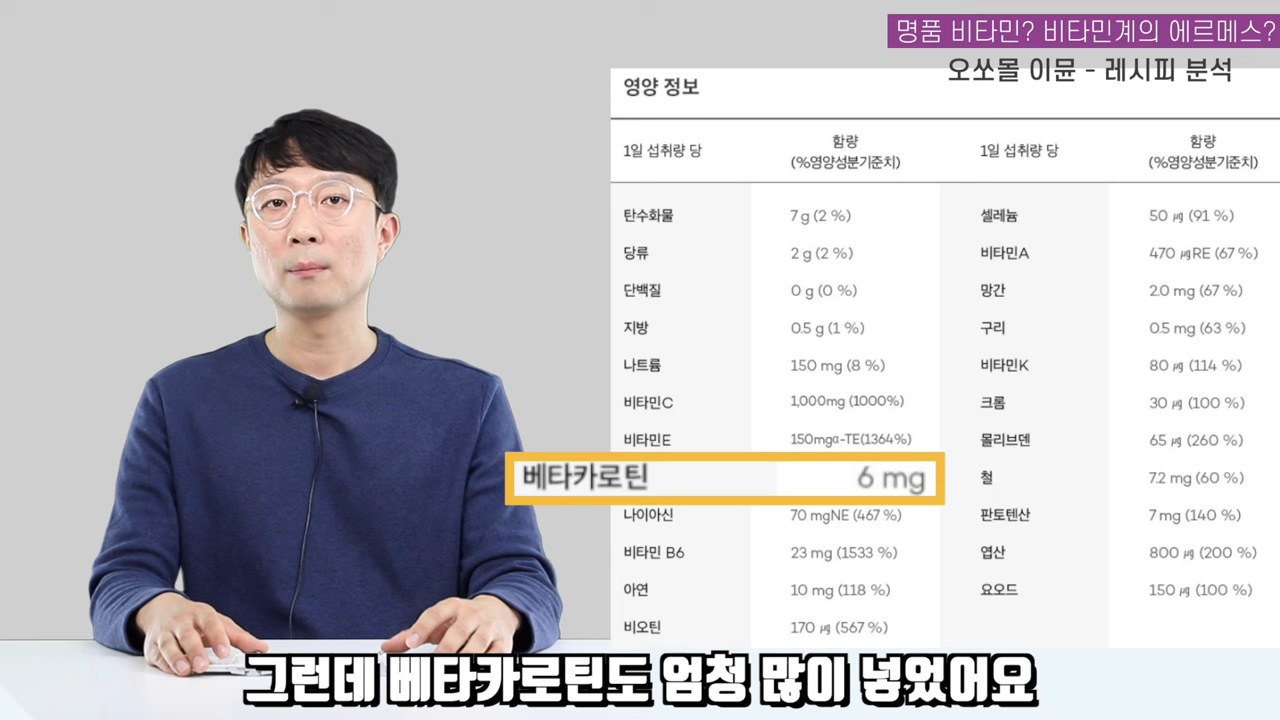 명품 비타민? 비타민계의 에르메스?
오쏘몰 이뮨 - 레시피 분석
영양 정보
1일 섭취량 당 함량 (%영양성분기준치) 1일 섭취량 당 함량 (%영양성분기준치)
탄수화물 7 g (2 %) 셀레늄 50 ㎍ (91 %)
당류 2 g (2 %) 비타민A 470 ㎍RE (67 %)
단백질 0 g (0 %) 망간 2.0 mg (67 %)
지방 0.5 g (1 %) 구리 0.5 mg (63 %)
나트륨 150 mg (8 %) 비타민K 80 ㎍ (114 %)
비타민C 1,000mg (1000%) 크롬 30 ㎍ (100 %)
비타민E 150mgα-TE(1364%) 몰리브덴 65 ㎍ (260 %)
베타카로틴 6 mg 철 7.2 mg (60 %)
나이아신 70 mgNE (467 %) 판토텐산 7 mg (140 %)
비타민 B6 23 mg (1533 %) 엽산 800 ㎍ (200 %)
아연 10 mg (118 %) 요오드 150 ㎍ (100 %)
비오틴 170 ㎍ (567 %)
그런데 베타카로틴도 엄청 많이 넣었어요